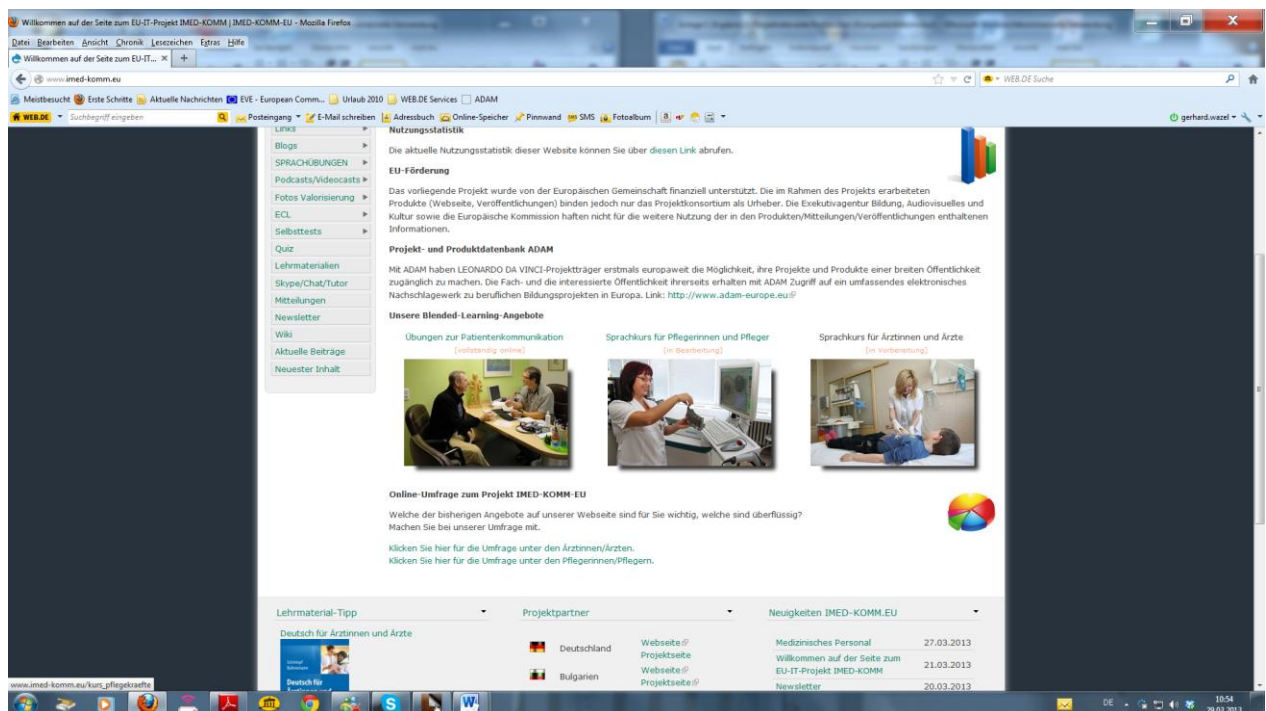 Willkommen auf der Seite zum EU-IT-Projekt IMED-KOMM | IMED-KOMM-EU - Mozilla Firefox
Datei Bearbeiten Ansicht Chronik Lesezeichen Extras Hilfe
Willkommen auf der Seite zum EU-IT-...
www.imed-komm.eu
WEB.DE Suche
Meistbesucht Erste Schritte Aktuelle Nachrichten EVE - European Comm... Urlaub 2010 WEB.DE Services ADAM
WEB.DE Suchbegriff eingeben Posteingang E-Mail schreiben Adressbuch Online-Speicher Pinnwand SMS Fotoalbum gerhard.wazel
Links
Blogs
SPRACHÜBUNGEN
Podcasts/Videocasts
Fotos Valorisierung
ECL
Selbsttests
Quiz
Lehrmaterialien
Skype/Chat/Tutor
Mitteilungen
Newsletter
Wiki
Aktuelle Beiträge
Neuester Inhalt
Nutzungsstatistik
Die aktuelle Nutzungsstatistik dieser Website können Sie über diesen Link abrufen.
EU-Förderung
Das vorliegende Projekt wurde von der Europäischen Gemeinschaft finanziell unterstützt. Die im Rahmen des Projekts erarbeiteten
Produkte (Webseite, Veröffentlichungen) binden jedoch nur das Projektkonsortium als Urheber. Die Exekutivagentur Bildung, Audiovisuelles und
Kultur sowie die Europäische Kommission haften nicht für die weitere Nutzung der in den Produkten/Mitteilungen/Veröffentlichungen enthaltenen
Informationen.
Projekt- und Produktdatenbank ADAM
Mit ADAM haben LEONARDO DA VINCI-Projektträger erstmals europaweit die Möglichkeit, ihre Projekte und Produkte einer breiten Öffentlichkeit
zugänglich zu machen. Die Fach- und die interessierte Öffentlichkeit ihrerseits erhalten mit ADAM Zugriff auf ein umfassendes elektronisches
Nachschlagewerk zu beruflichen Bildungsprojekten in Europa. Link: http://www.adam-europe.eu
Unsere Blended-Learning-Angebote
Übungen zur Patientenkommunikation
[vollständig online]
Sprachkurs für Pflegerinnen und Pfleger
[in Bearbeitung]
Sprachkurs für Ärztinnen und Ärzte
[in Vorbereitung]
Online-Umfrage zum Projekt IMED-KOMM-EU
Welche der bisherigen Angebote auf unserer Webseite sind für Sie wichtig, welche sind überflüssig?
Machen Sie bei unserer Umfrage mit.
Klicken Sie hier für die Umfrage unter den Ärztinnen/Ärzten.
Klicken Sie hier für die Umfrage unter den Pflegerinnen/Pflegern.
Lehrmaterial-Tipp
Deutsch für Ärztinnen und Ärzte
Deutsch für
Projektpartner
Deutschland
Webseite
Projektseite
Bulgarien
Webseite
Projektseite
Neuigkeiten IMED-KOMM.EU
Medizinisches Personal 27.03.2013
Willkommen auf der Seite zum
EU-IT-Projekt IMED-KOMM 21.03.2013
Newsletter 20.03.2013
www.imed-komm.eu/kurs_pflegekraefte
DE
10:54
29.03.2013